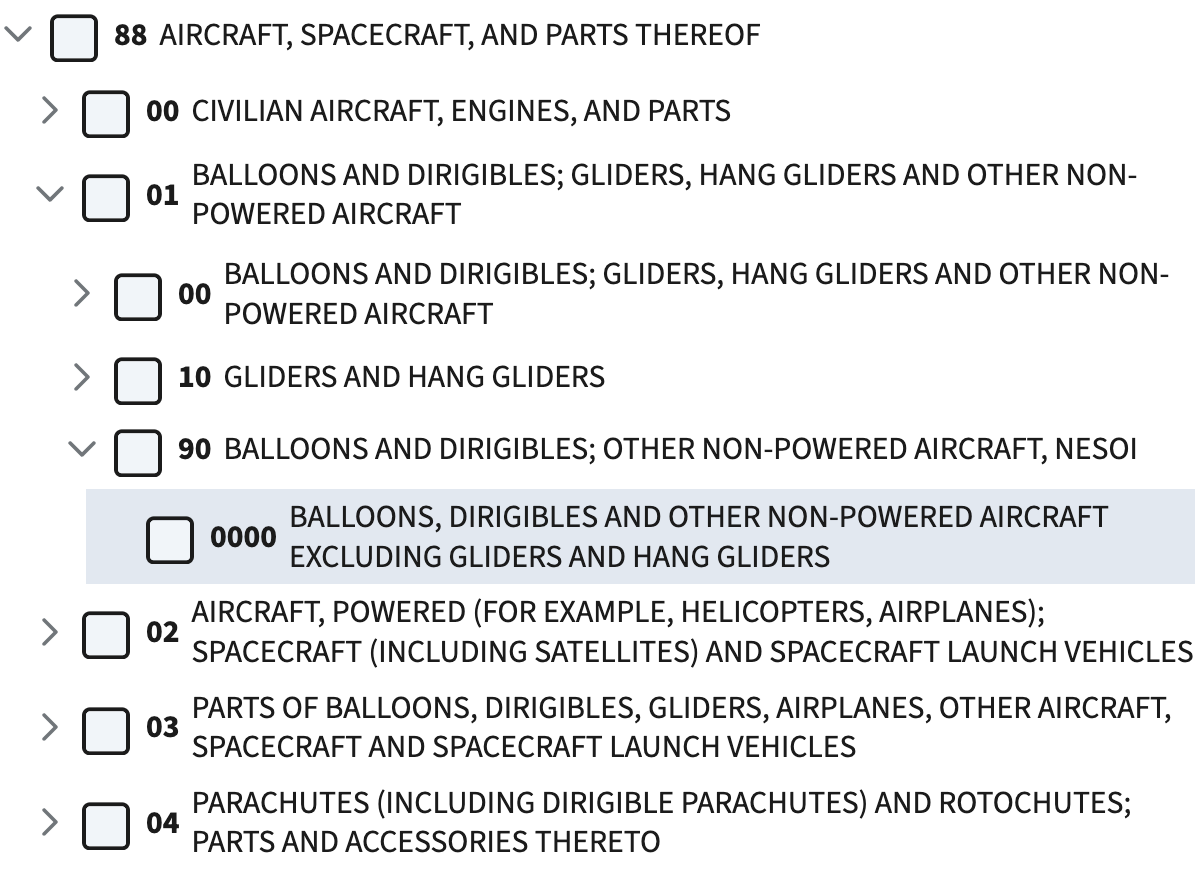 88 AIRCRAFT, SPACECRAFT, AND PARTS THEREOF
00 CIVILIAN AIRCRAFT, ENGINES, AND PARTS
01 BALLOONS AND DIRIGIBLES; GLIDERS, HANG GLIDERS AND OTHER NON-
POWERED AIRCRAFT
00 BALLOONS AND DIRIGIBLES; GLIDERS, HANG GLIDERS AND OTHER NON-
POWERED AIRCRAFT
10 GLIDERS AND HANG GLIDERS
90 BALLOONS AND DIRIGIBLES; OTHER NON-POWERED AIRCRAFT, NESOI
0000 BALLOONS, DIRIGIBLES AND OTHER NON-POWERED AIRCRAFT
EXCLUDING GLIDERS AND HANG GLIDERS
02 AIRCRAFT, POWERED (FOR EXAMPLE, HELICOPTERS, AIRPLANES);
SPACECRAFT (INCLUDING SATELLITES) AND SPACECRAFT LAUNCH VEHICLES
03 PARTS OF BALLOONS, DIRIGIBLES, GLIDERS, AIRPLANES, OTHER AIRCRAFT,
SPACECRAFT AND SPACECRAFT LAUNCH VEHICLES
04 PARACHUTES (INCLUDING DIRIGIBLE PARACHUTES) AND ROTOCHUTES;
PARTS AND ACCESSORIES THERETO